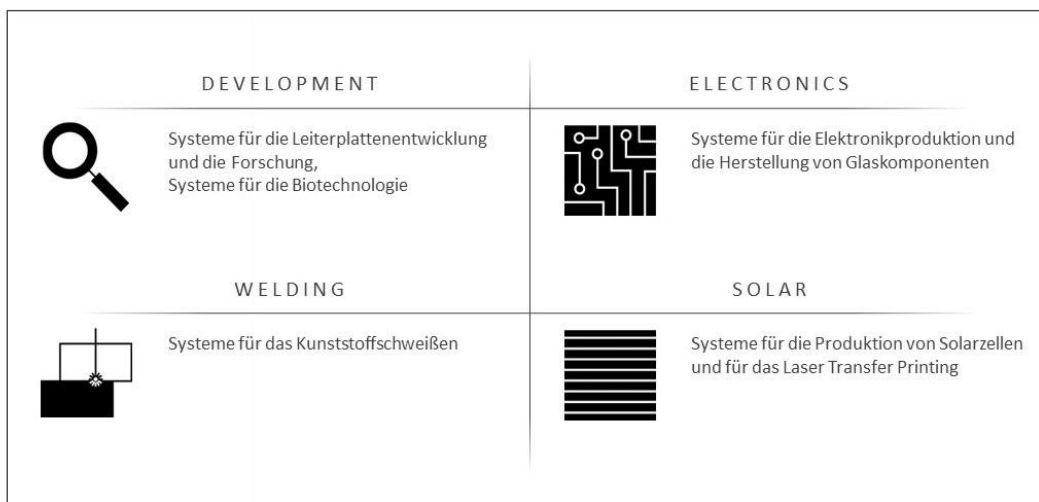 DEVELOPMENT
Systeme für die Leiterplattenentwicklung
und die Forschung,
Systeme für die Biotechnologie
ELECTRONICS
Systeme für die Elektronikproduktion und
die Herstellung von Glaskomponenten
WELDING
Systeme für das Kunststoffschweißen
SOLAR
Systeme für die Produktion von Solarzellen
und für das Laser Transfer Printing